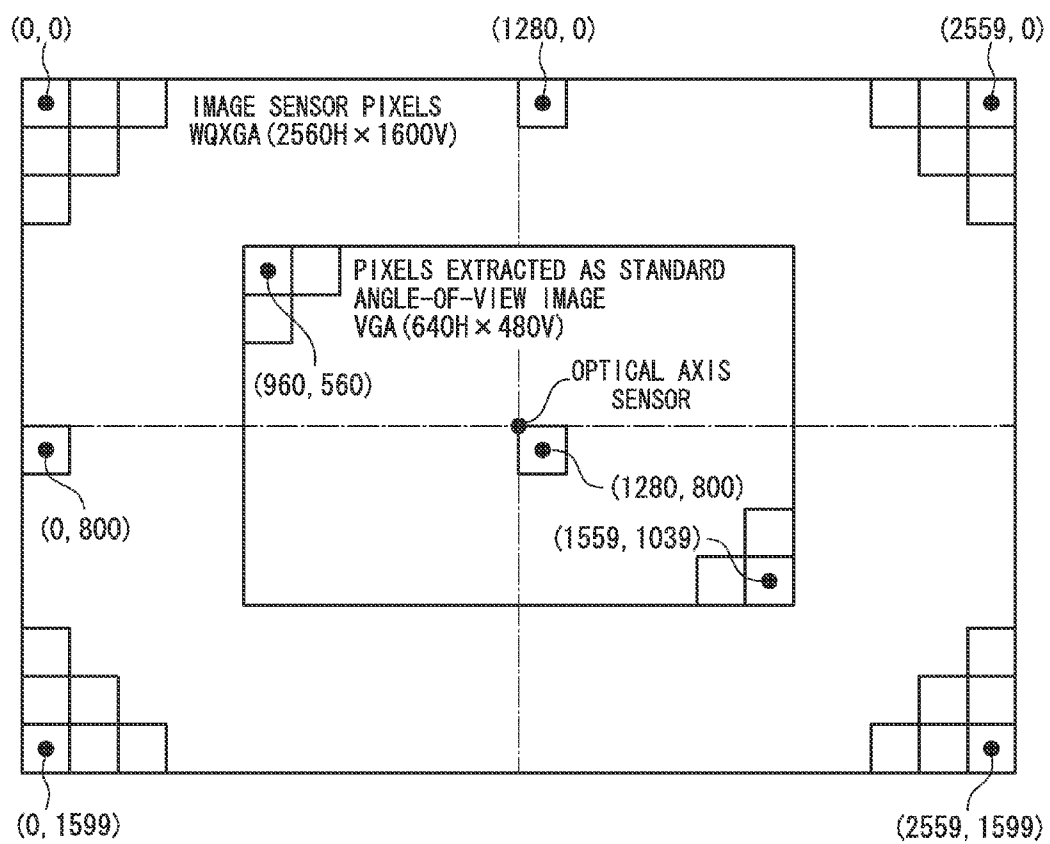 (0, 0)
(1280, 0)
(2559, 0)
IMAGE SENSOR PIXELS
WQXGA (2560H × 1600V)
PIXELS EXTRACTED AS STANDARD
ANGLE-OF-VIEW IMAGE
VGA (640H × 480V)
(960, 560)
OPTICAL AXIS
SENSOR
(0, 800)
(1280, 800)
(1559, 1039)
(0, 1599)
(2559, 1599)